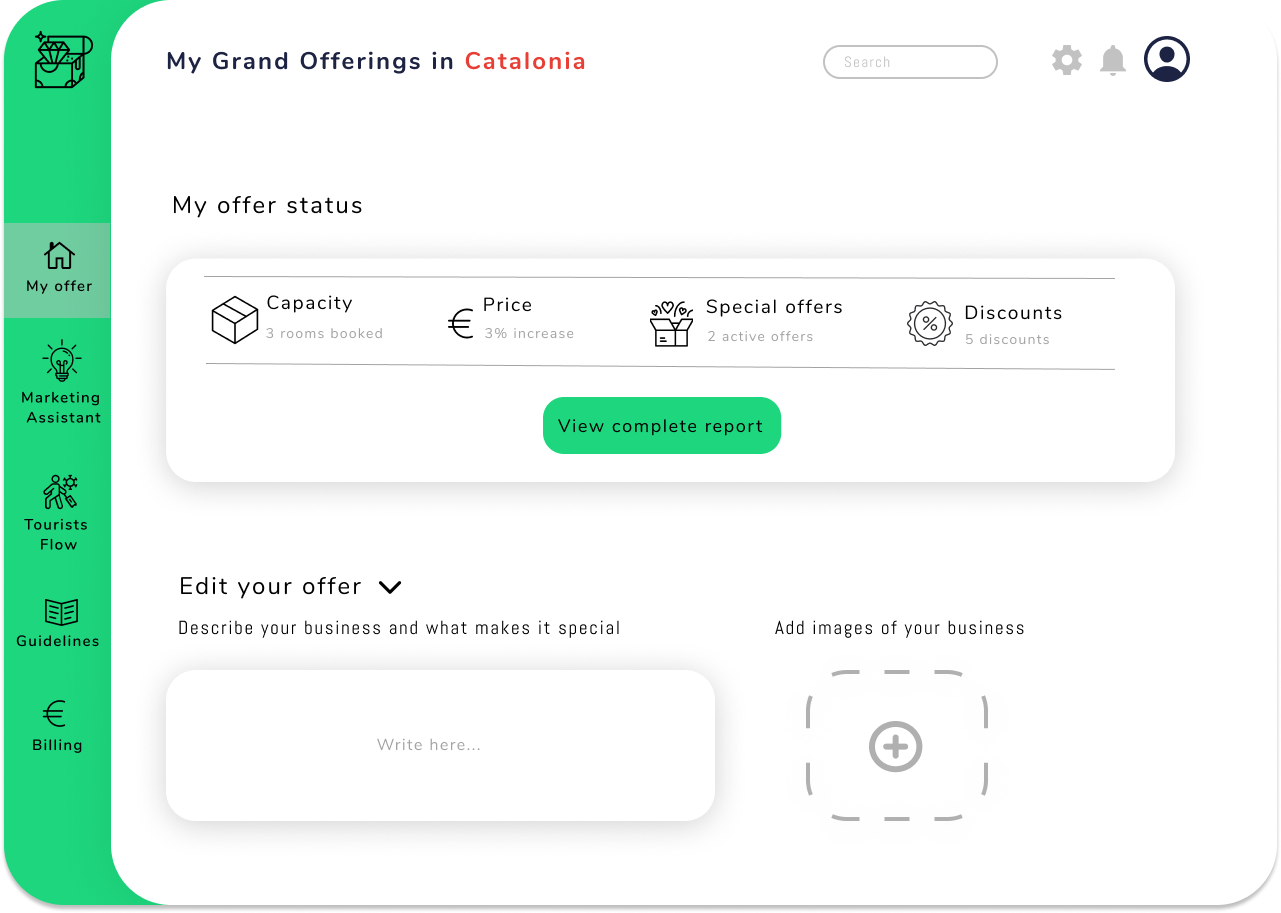 My Grand Offerings in Catalonia
Search
My offer
Marketing
Assistant
Tourists
Flow
Guidelines
Billing
My offer status
Capacity
3 rooms booked
Price
3% increase
Special offers
2 active offers
Discounts
5 discounts
View complete report
Edit your offer
Describe your business and what makes it special
Write here...
Add images of your business